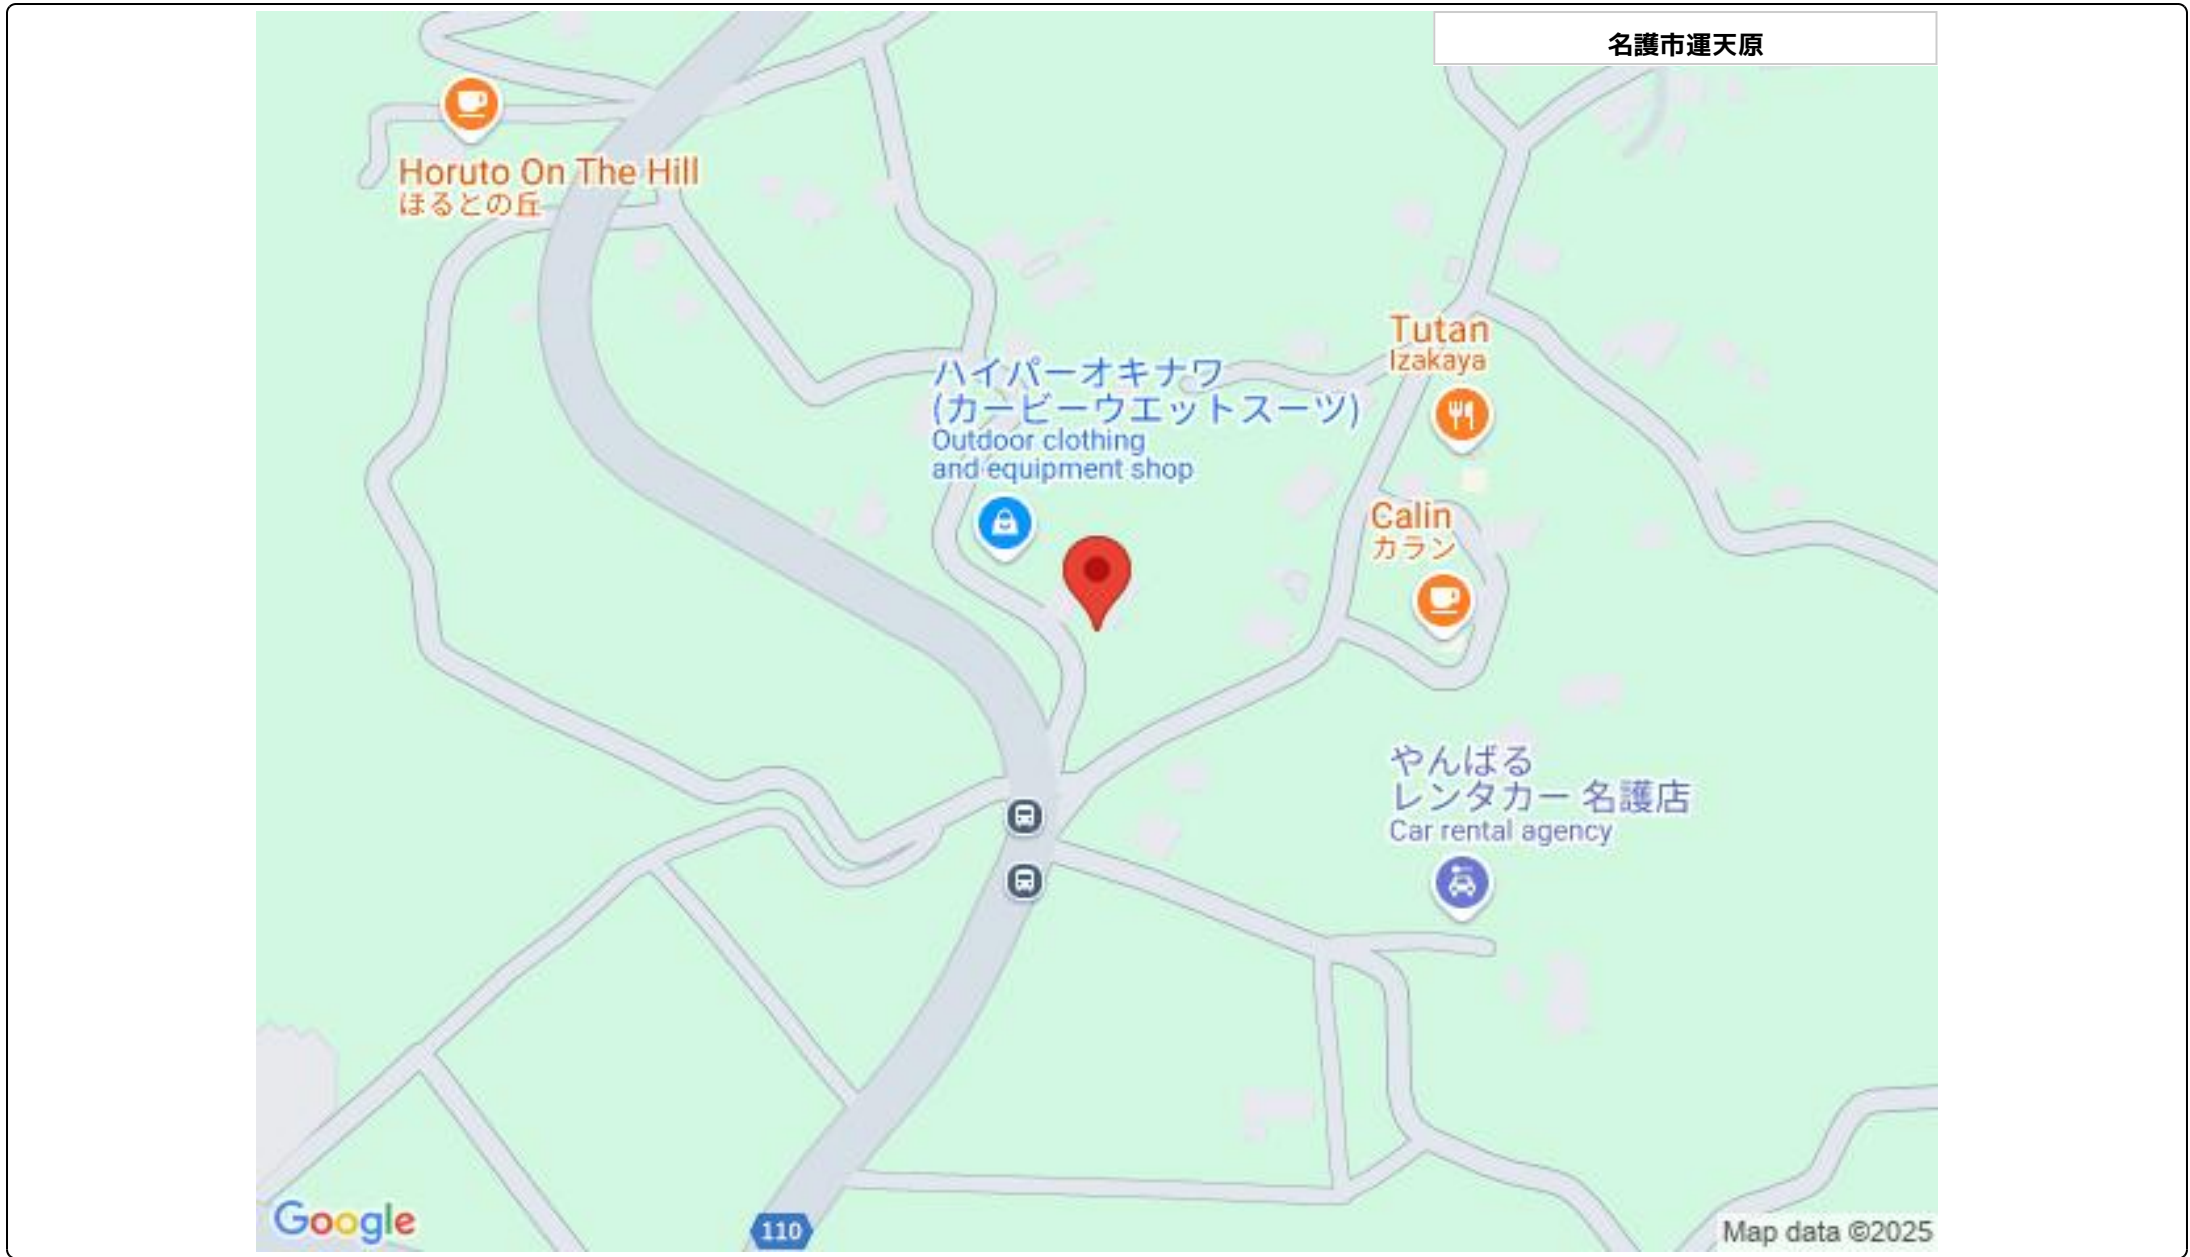 名護市運天原
Horuto On The Hill
ほるとの丘
Tutan
Izakaya
ハイパーオキナワ
(カービーウエットスーツ)
Outdoor clothing
and equipment shop
Calin
カラン
やんばる
レンタカー 名護店
Car rental agency
110
Google
Map data ©2025